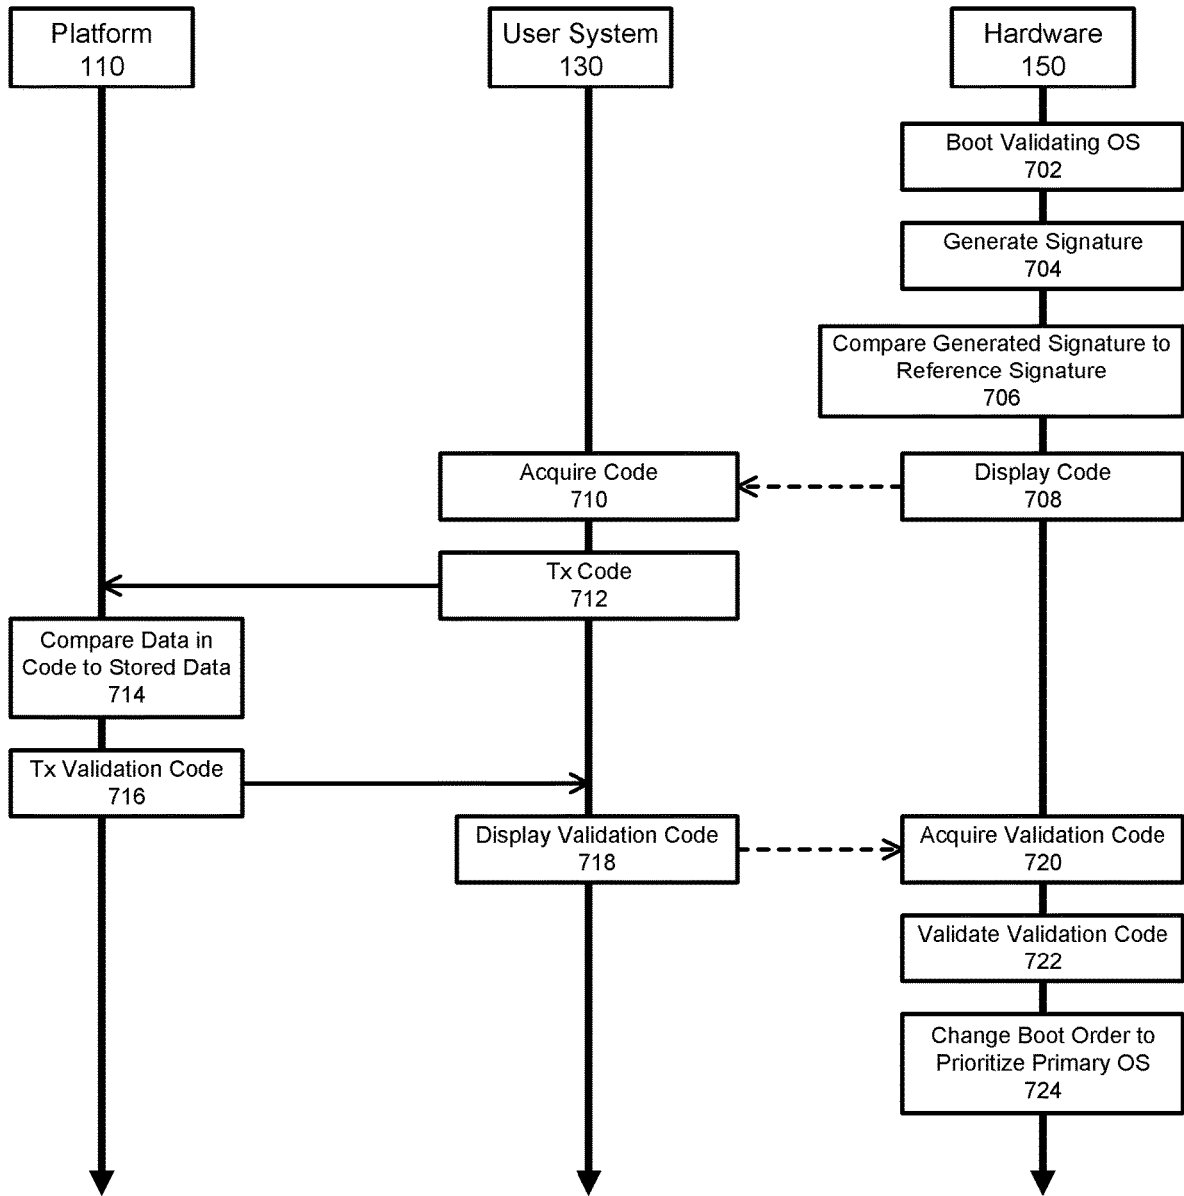 Platform
110
User System
130
Hardware
150
Boot Validating OS
702
Generate Signature
704
Compare Generated Signature to
Reference Signature
706
Acquire Code
710
Display Code
708
Tx Code
712
Compare Data in
Code to Stored Data
714
Tx Validation Code
716
Display Validation Code
718
Acquire Validation Code
720
Validate Validation Code
722
Change Boot Order to
Prioritize Primary OS
724